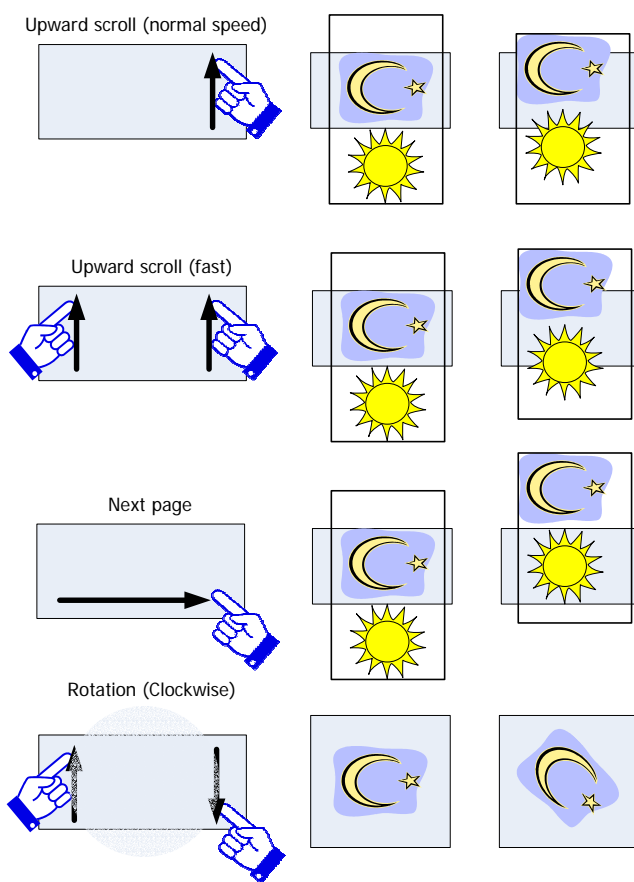 Upward scroll (normal speed)
Upward scroll (fast)
Next page
Rotation (Clockwise)